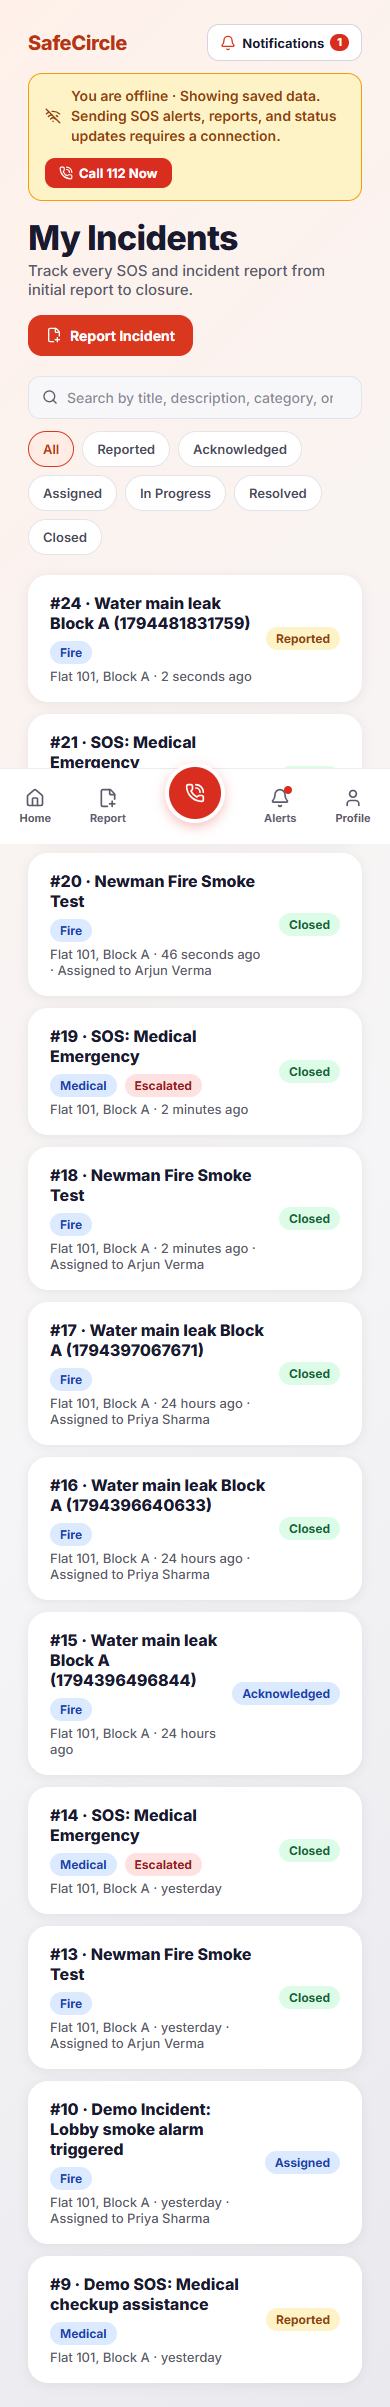 SafeCircle
Notifications 1
You are offline · Showing saved data.
Sending SOS alerts, reports, and status
updates requires a connection.
Call 112 Now
My Incidents
Track every SOS and incident report from
initial report to closure.
Report Incident
Search by title, description, category, or
All
Reported
Acknowledged
Assigned
In Progress
Resolved
Closed
#24 · Water main leak
Block A (1794481831759)
Reported
Fire
Flat 101, Block A · 2 seconds ago
#21 · SOS: Medical
Emergency
Home
Report
Alerts
Profile
#20 · Newman Fire Smoke
Test
Closed
Fire
Flat 101, Block A · 46 seconds ago
· Assigned to Arjun Verma
#19 · SOS: Medical
Emergency
Closed
Medical
Escalated
Flat 101, Block A · 2 minutes ago
#18 · Newman Fire Smoke
Test
Closed
Fire
Flat 101, Block A · 2 minutes ago ·
Assigned to Arjun Verma
#17 · Water main leak Block
A (1794397067671)
Closed
Fire
Flat 101, Block A · 24 hours ago ·
Assigned to Priya Sharma
#16 · Water main leak Block
A (1794396640633)
Closed
Fire
Flat 101, Block A · 24 hours ago ·
Assigned to Priya Sharma
#15 · Water main leak
Block A
(1794396496844)
Acknowledged
Fire
Flat 101, Block A · 24 hours
ago
#14 · SOS: Medical
Emergency
Closed
Medical
Escalated
Flat 101, Block A · yesterday
#13 · Newman Fire Smoke
Test
Closed
Fire
Flat 101, Block A · yesterday ·
Assigned to Arjun Verma
#10 · Demo Incident:
Lobby smoke alarm
triggered
Assigned
Fire
Flat 101, Block A · yesterday ·
Assigned to Priya Sharma
#9 · Demo SOS: Medical
checkup assistance
Reported
Medical
Flat 101, Block A · yesterday